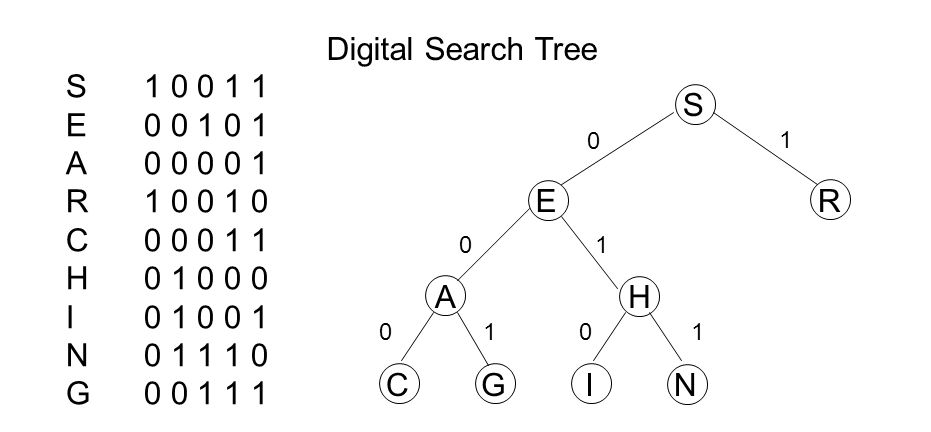 Digital Search Tree
S 1 0 0 1 1
E 0 0 1 0 1
A 0 0 0 0 1
R 1 0 0 1 0
C 0 0 0 1 1
H 0 1 0 0 0
I 0 1 0 0 1
N 0 1 1 1 0
G 0 0 1 1 1
S
0 1
E R
0 1
A H
0 1 0 1
C G I N